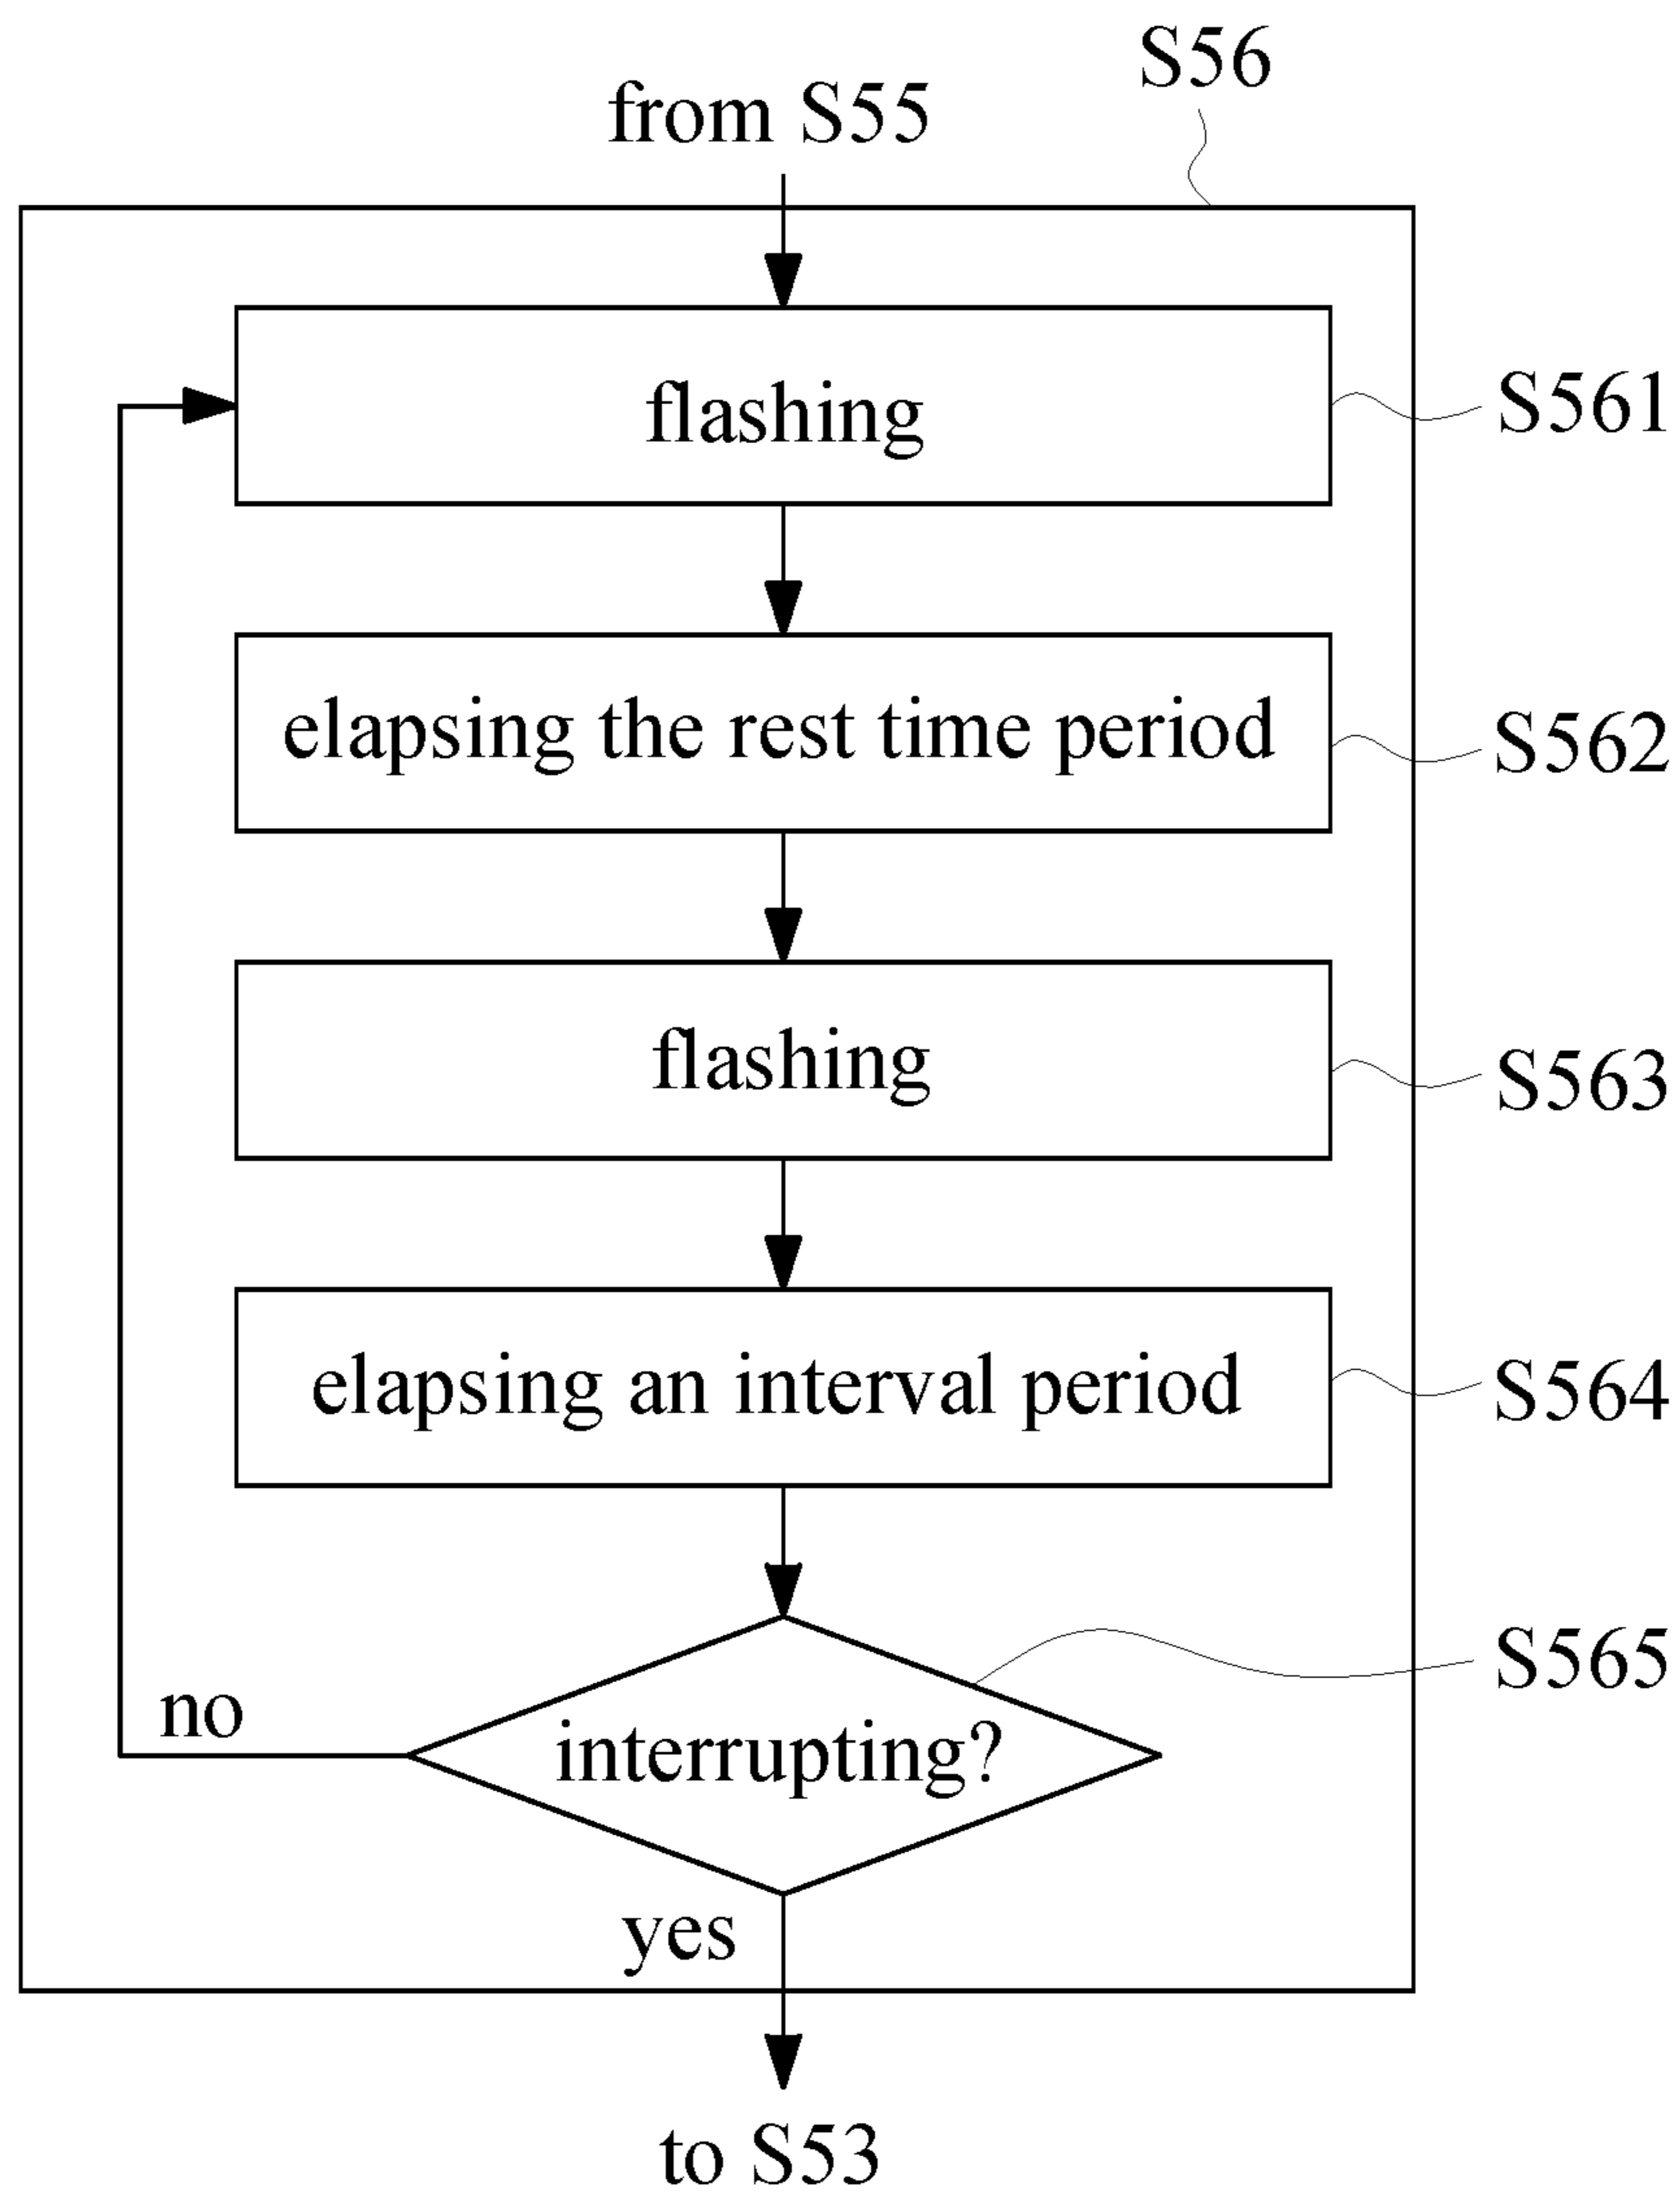 S56
from S55
flashing
S561
elapsing the rest time period
S562
flashing
S563
elapsing an interval period
S564
S565
interrupting?
no
yes
to S53